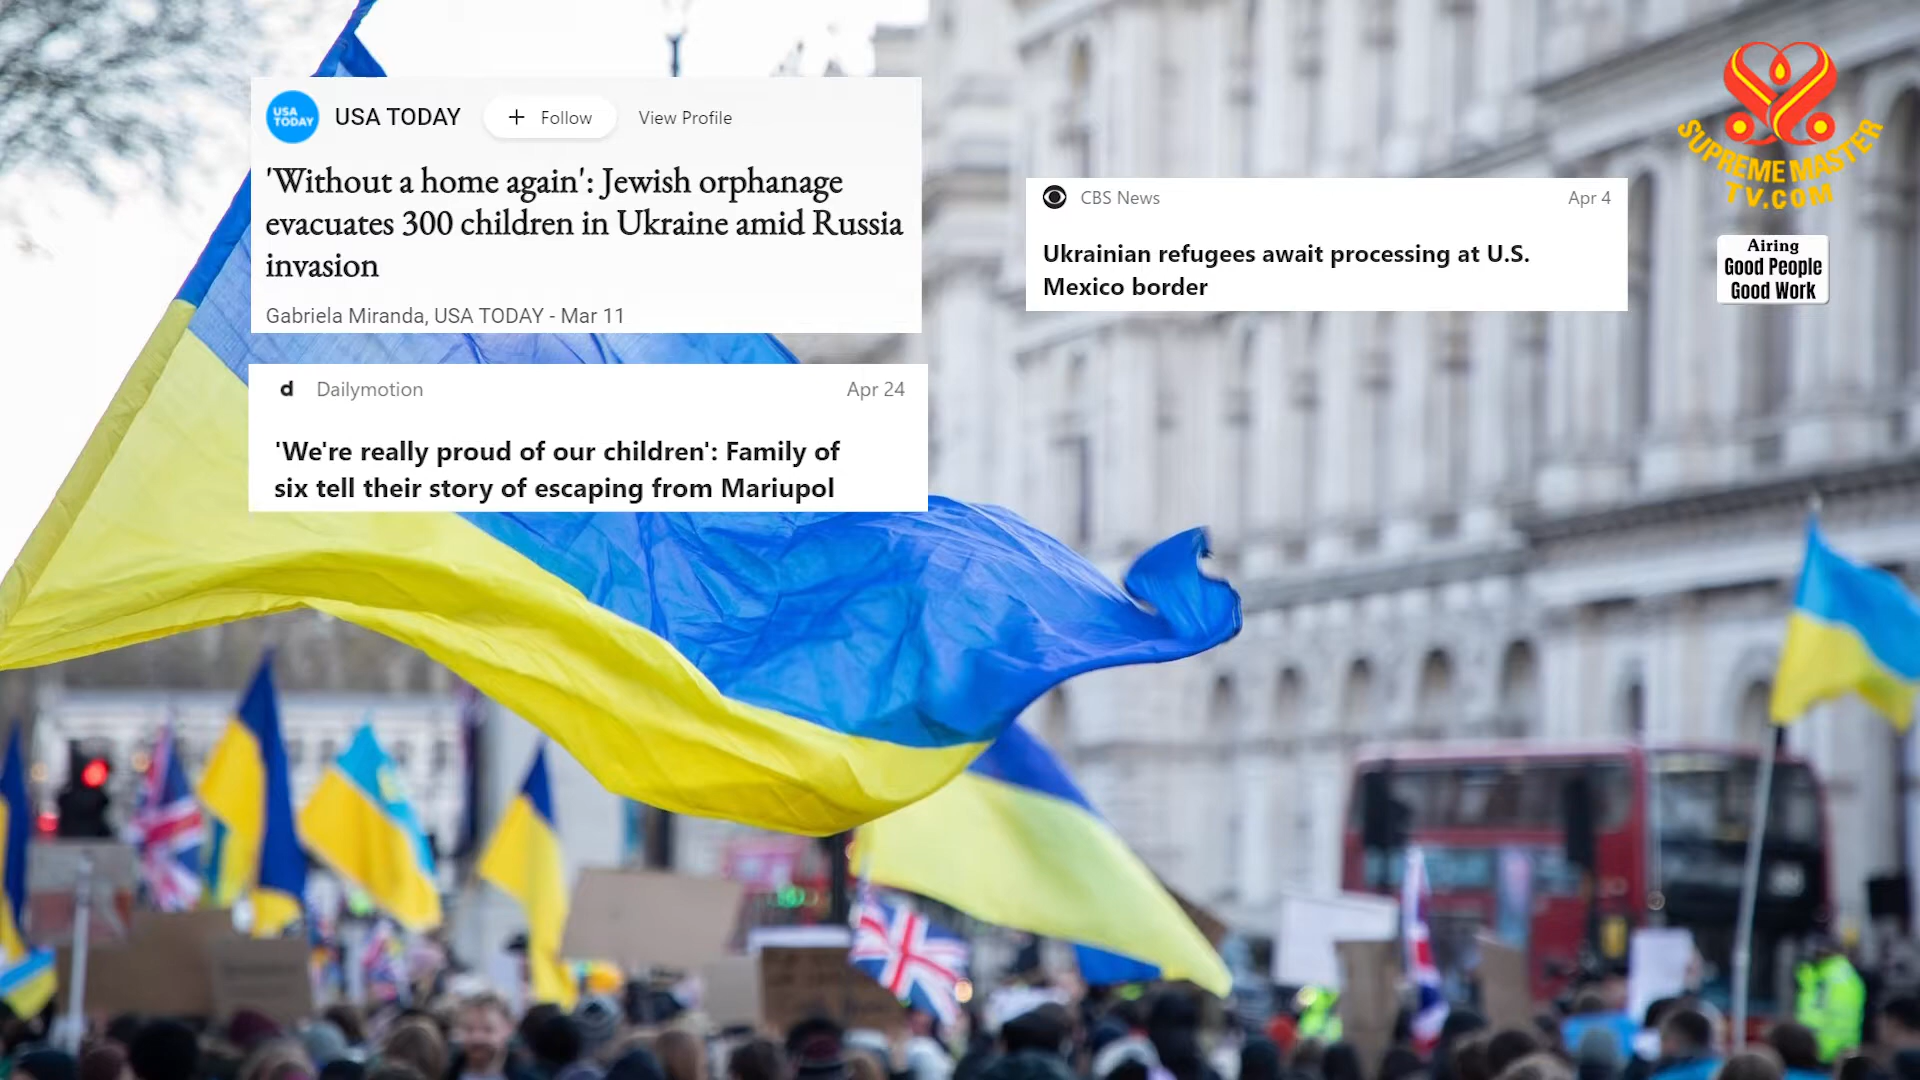 USA TODAY
USA TODAY + Follow View Profile
'Without a home again': Jewish orphanage
evacuates 300 children in Ukraine amid Russia
invasion
Gabriela Miranda, USA TODAY - Mar 11
d Dailymotion Apr 24
'We're really proud of our children': Family of
six tell their story of escaping from Mariupol
CBS News Apr 4
Ukrainian refugees await processing at U.S.
Mexico border
SUPREME MASTER
TV.COM
Airing
Good People
Good Work